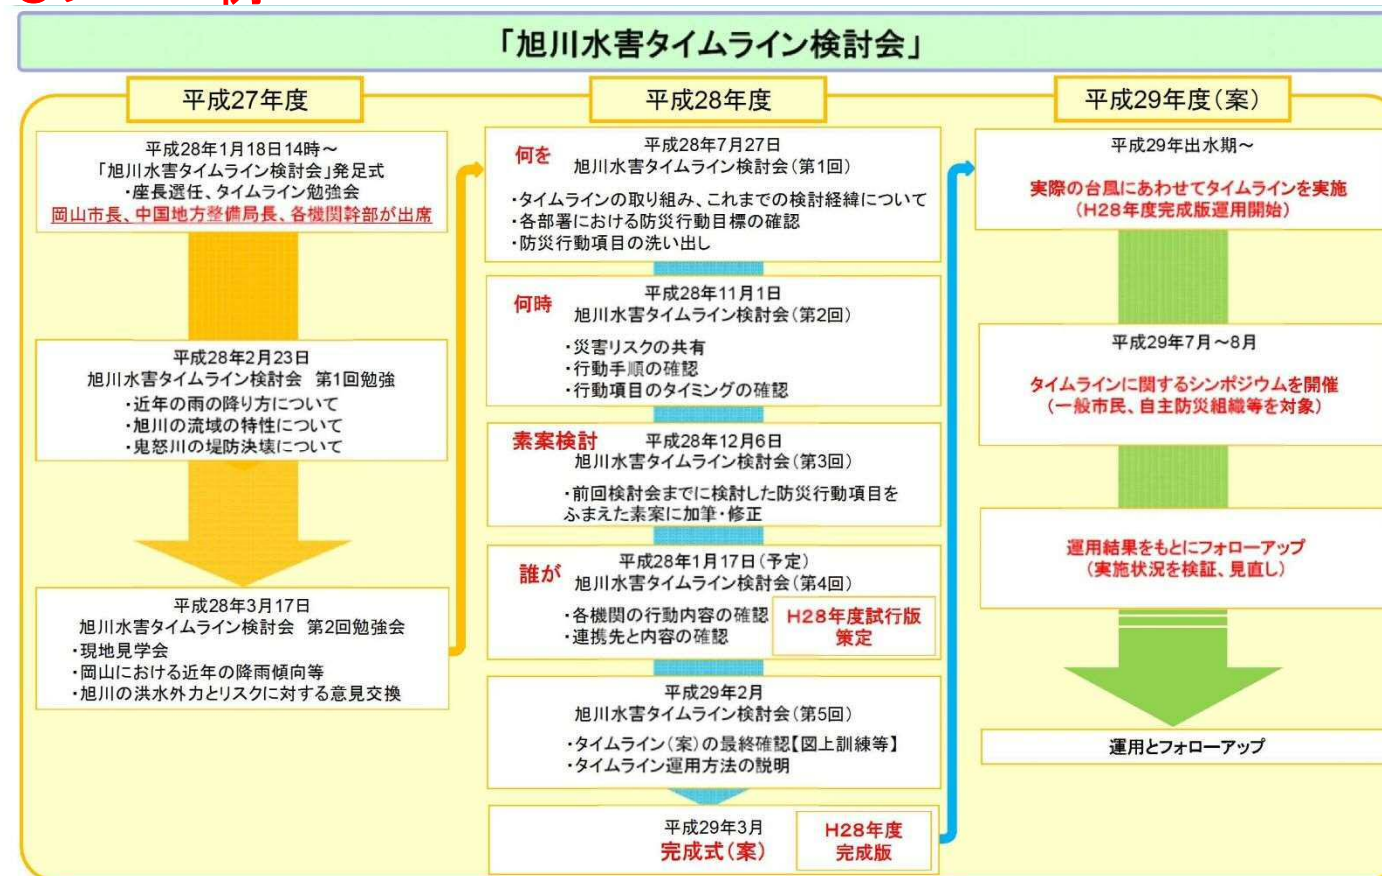 「旭川水害タイムライン検討会」
平成27年度
平成28年1月18日14時～
「旭川水害タイムライン検討会」発足式
・座長選任、タイムライン勉強会
岡山市長、中国地方整備局長、各機関幹部が出席
平成28年2月23日
旭川水害タイムライン検討会 第1回勉強
・近年の雨の降り方について
・旭川の流域の特性について
・鬼怒川の堤防決壊について
平成28年3月17日
旭川水害タイムライン検討会 第2回勉強会
・現地見学会
・岡山における近年の降雨傾向等
・旭川の洪水外力とリスクに対する意見交換
平成28年度
何を
平成28年7月27日
旭川水害タイムライン検討会(第1回)
・タイムラインの取り組み、これまでの検討経緯について
・各部署における防災行動目標の確認
・防災行動項目の洗い出し
何時
平成28年11月1日
旭川水害タイムライン検討会(第2回)
・災害リスクの共有
・行動手順の確認
・行動項目のタイミングの確認
素案検討
平成28年12月6日
旭川水害タイムライン検討会(第3回)
・前回検討会までに検討した防災行動項目を
ふまえた素案に加筆・修正
誰が
平成28年1月17日(予定)
旭川水害タイムライン検討会(第4回)
・各機関の行動内容の確認
・連携先と内容の確認
H28年度試行版
策定
平成29年2月
旭川水害タイムライン検討会(第5回)
・タイムライン(案)の最終確認【図上訓練等】
・タイムライン運用方法の説明
平成29年3月
完成式(案)
H28年度
完成版
平成29年度(案)
平成29年出水期～
実際の台風にあわせてタイムラインを実施
(H28年度完成版運用開始)
平成29年7月～8月
タイムラインに関するシンポジウムを開催
(一般市民、自主防災組織等を対象)
運用結果をもとにフォローアップ
(実施状況を検証、見直し)
運用とフォローアップ